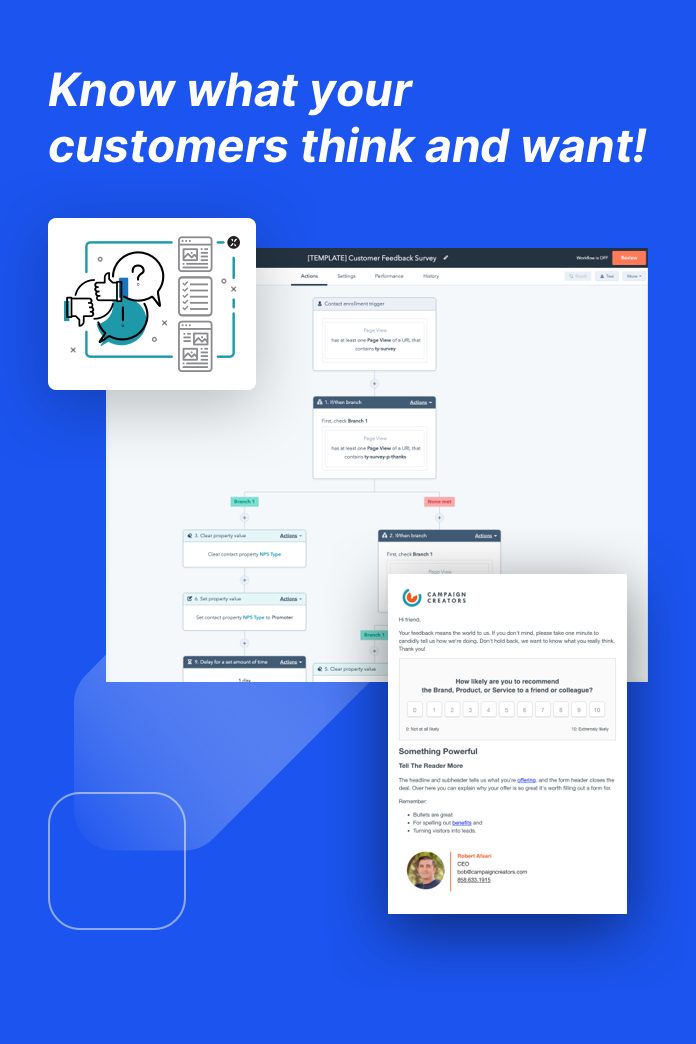 Know what your
customers think and want!
[TEMPLATE] Customer Feedback Survey
Workflow is OFF
Review
Actions
Settings
Performance
History
Test
More
Contact enrollment trigger
Page View
has at least one Page View of a URL that
contains ty-survey
1. If/then branch
Actions
First, check Branch 1
Page View
has at least one Page View of a URL that
contains ty-survey-p-thanks
Branch 1
None met
3. Clear property value
Actions
Clear contact property NPS Type
2. If/then branch
Actions
First, check Branch 1
Page View
6. Set property value
Actions
Set contact property NPS Type to Promoter
Branch 1
9. Delay for a set amount of time
Actions
1 day
5. Clear property value
CAMPAIGN
CREATORS
Hi friend,
Your feedback means the world to us. If you don't mind, please take one minute to
candidly tell us how we're doing. Don't hold back, we want to know what you really think.
Thank you!
How likely are you to recommend
the Brand, Product, or Service to a friend or colleague?
0 1 2 3 4 5 6 7 8 9 10
0: Not at all likely
10: Extremely likely
Something Powerful
Tell The Reader More
The headline and subheader tells us what you're offering, and the form header closes the
deal. Over here you can explain why your offer is so great it's worth filling out a form for.
Remember:
• Bullets are great
• For spelling out benefits and
• Turning visitors into leads.
Robert Afveri
CEO
bob@campaigncreators.com
858.633.1915